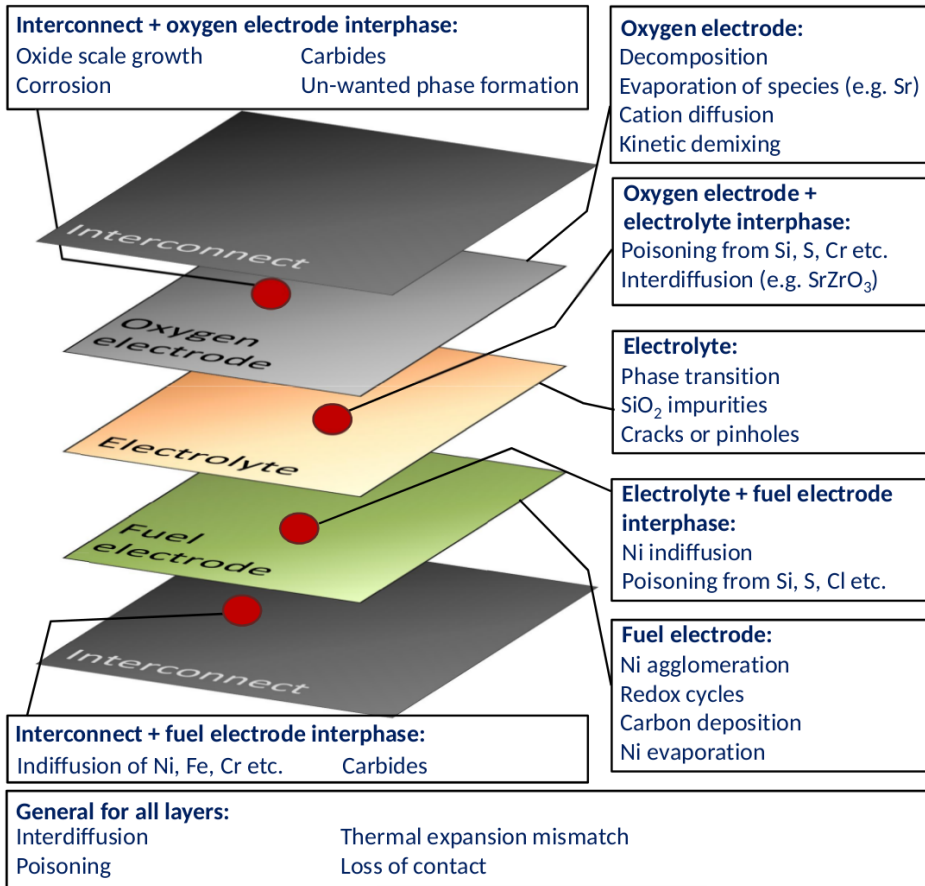 Interconnect + oxygen electrode interphase:
Oxide scale growth Carbides
Corrosion Un-wanted phase formation
Oxygen electrode:
Decomposition
Evaporation of species (e.g. Sr)
Cation diffusion
Kinetic demixing
Oxygen electrode +
electrolyte interphase:
Poisoning from Si, S, Cr etc.
Interdiffusion (e.g. SrZrO₃)
Electrolyte:
Phase transition
SiO₂ impurities
Cracks or pinholes
Electrolyte + fuel electrode
interphase:
Ni indiffusion
Poisoning from Si, S, Cl etc.
Fuel electrode:
Ni agglomeration
Redox cycles
Carbon deposition
Ni evaporation
Interconnect
Oxygen
electrode
Electrolyte
Fuel
electrode
Interconnect
Interconnect + fuel electrode interphase:
Indiffusion of Ni, Fe, Cr etc. Carbides
General for all layers:
Interdiffusion Thermal expansion mismatch
Poisoning Loss of contact